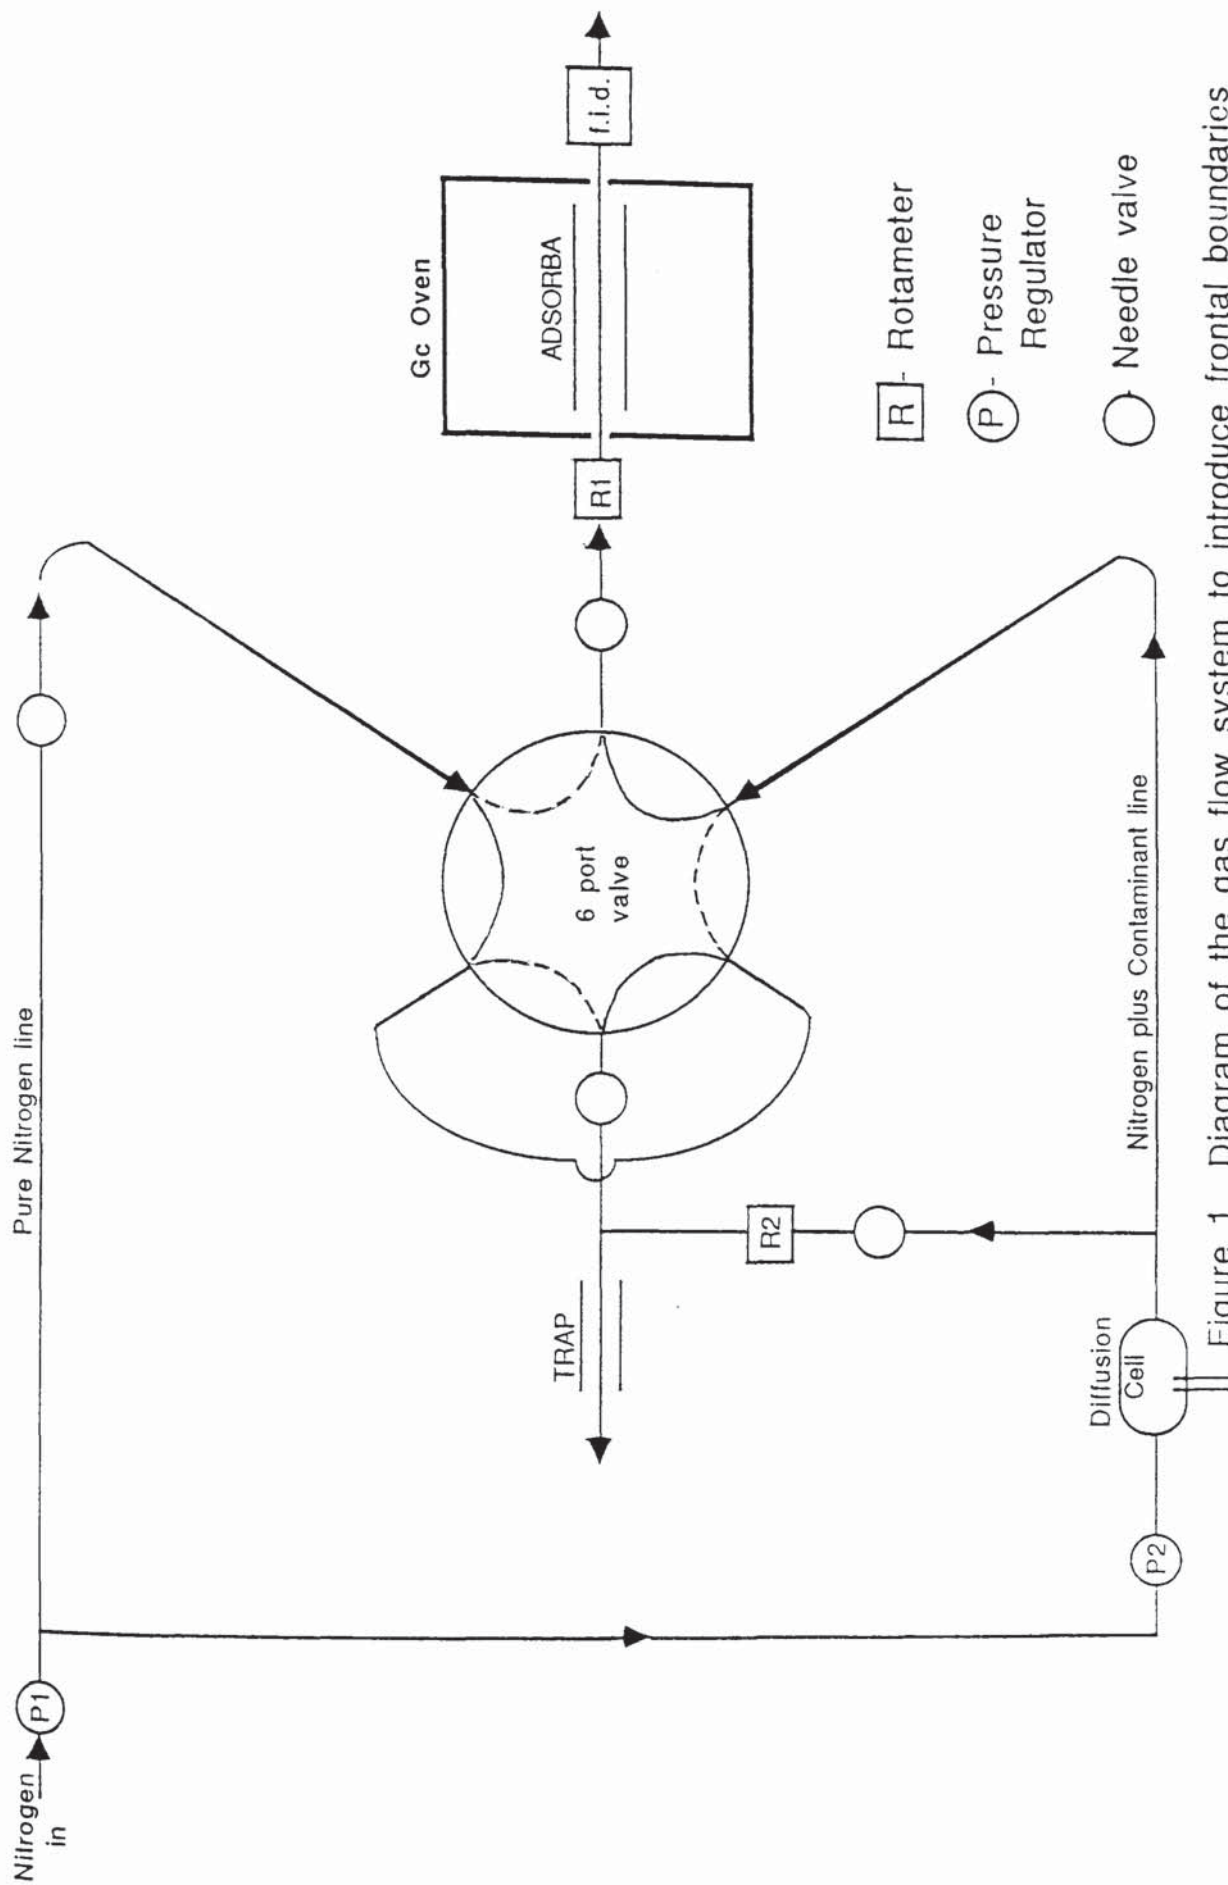 Nitrogen
in
P1
Pure Nitrogen line
Gc Oven
ADSORBA
f.i.d.
R1
6 port
valve
TRAP
R2
Nitrogen plus Contaminant line
Diffusion
Cell
P2
R - Rotameter
P - Pressure
Regulator
- Needle valve
Figure 1 Diagram of the gas flow system to introduce frontal boundaries